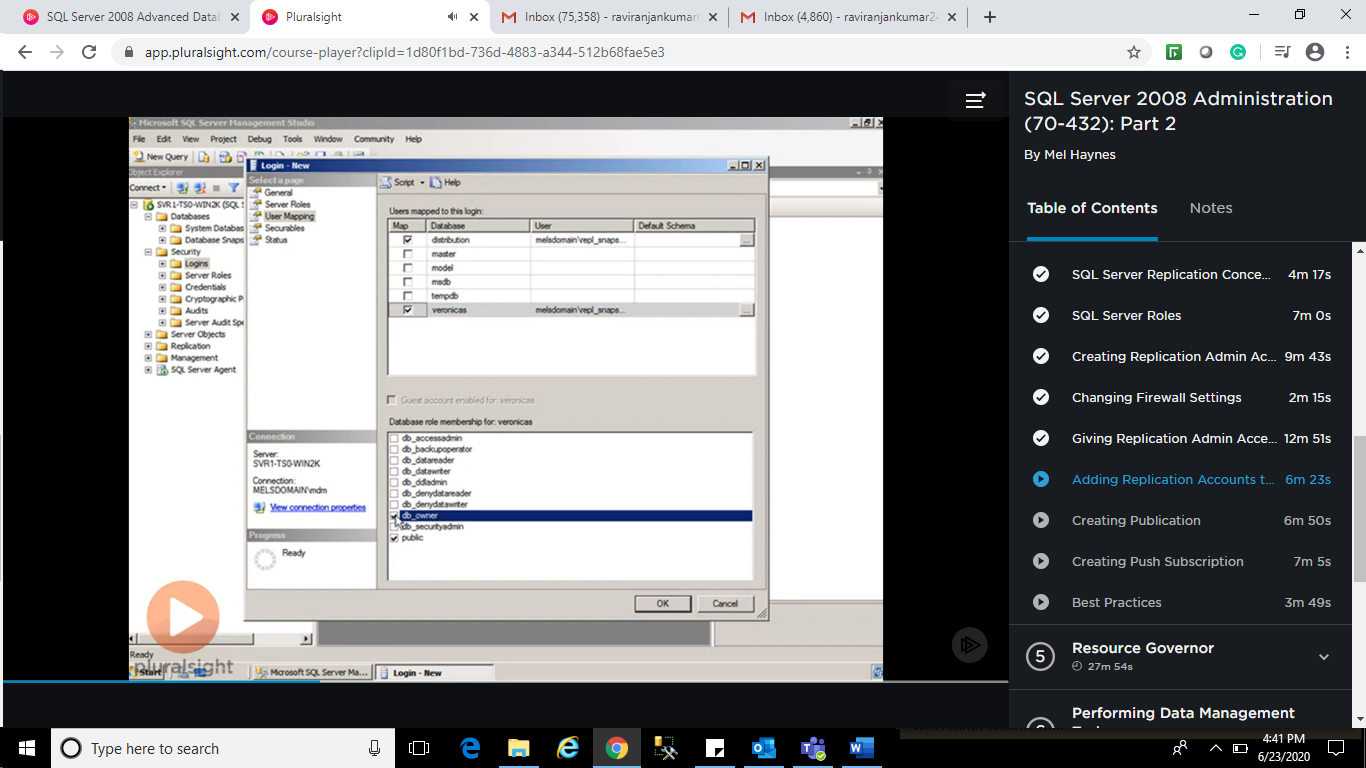 SQL Server 2008 Advanced Datab
Pluralsight
Inbox (75,358) - raviranjankumar
Inbox (4,860) - raviranjankumar2
app.pluralsight.com/course-player?clipId=1d80f1bd-736d-4883-a344-512b68fae5e3
Microsoft SQL Server Management Studio
File Edit View Project Debug Tools Window Community Help
New Query
Object Explorer
Connect
SVR1-TS0-WIN2K (SQL S
Databases
System Databas
Database Snaps
Security
Logins
Server Roles
Credentials
Cryptographic P
Audits
Server Audit Spe
Server Objects
Replication
Management
SQL Server Agent
Ready
Login - New
Select a page
General
Server Roles
User Mapping
Securables
Status
Script Help
Users mapped to this login:
Map Database User Default Schema
distribution melsdomain\repl_snaps... ...
master
model
msdb
tempdb
veronicas melsdomain\repl_snaps... ...
Guest account enabled for: veronicas
Database role membership for: veronicas
db_accessadmin
db_backupoperator
db_datareader
db_datawriter
db_ddladmin
db_denydatareader
db_denydatawriter
db_owner
db_securityadmin
public
Connection
Server:
SVR1-TS0-WIN2K
Connection:
MELSDOMAIN\mdm
View connection properties
Progress
Ready
OK Cancel
pluralsight
Start Microsoft SQL Server Ma... Login - New
SQL Server 2008 Administration
(70-432): Part 2
By Mel Haynes
Table of Contents Notes
SQL Server Replication Conce... 4m 17s
SQL Server Roles 7m 0s
Creating Replication Admin Ac... 9m 43s
Changing Firewall Settings 2m 15s
Giving Replication Admin Acce... 12m 51s
Adding Replication Accounts t... 6m 23s
Creating Publication 6m 50s
Creating Push Subscription 7m 5s
Best Practices 3m 49s
5 Resource Governor
27m 54s
Performing Data Management
Type here to search
4:41 PM
6/23/2020